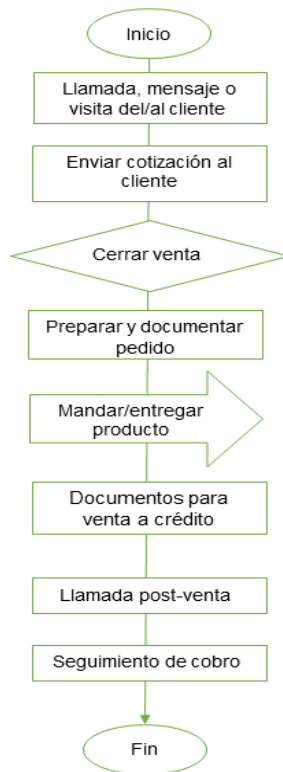 Inicio
Llamada, mensaje o
visita del/al cliente
Enviar cotización al
cliente
Cerrar venta
Preparar y documentar
pedido
Mandar/entregar
producto
Documentos para
venta a crédito
Llamada post-venta
Seguimiento de cobro
Fin